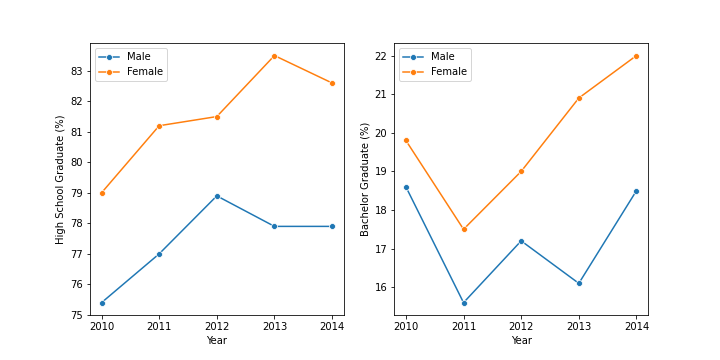 Male
Female
83
82
81
80
79
78
77
76
75
High School Graduate (%)
2010 2011 2012 2013 2014
Year
Male
Female
22
21
20
19
18
17
16
Bachelor Graduate (%)
2010 2011 2012 2013 2014
Year